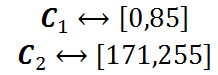 C₁ ↔ [0,85]
C₂ ↔ [171,255]